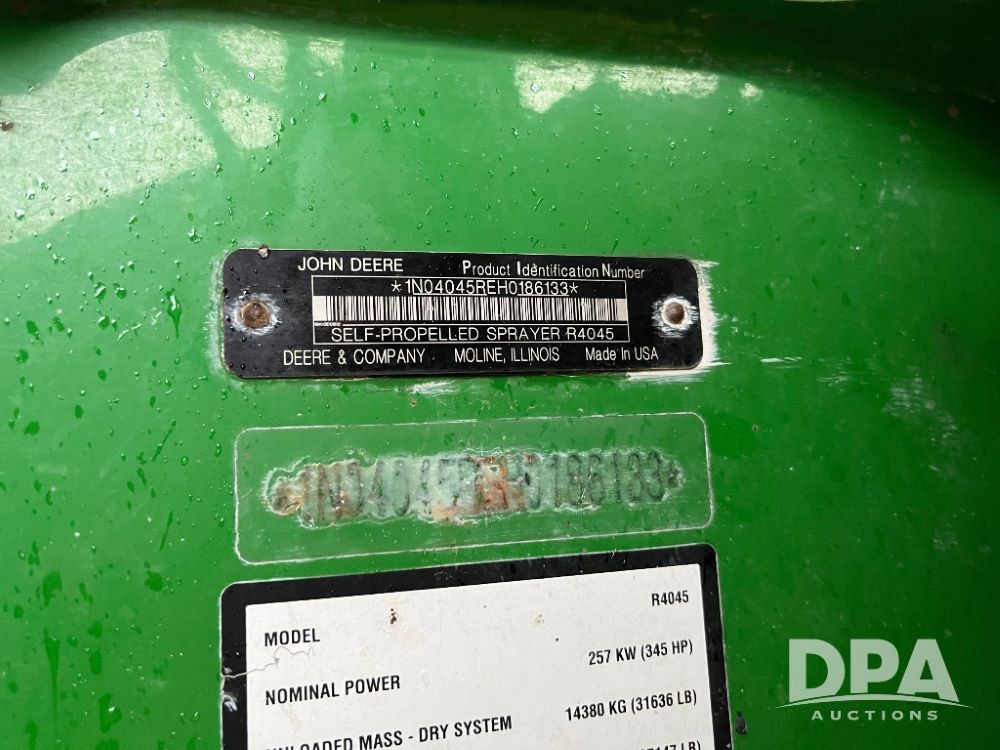 JOHN DEERE Product Identification Number
*1N04045REH0186133*
SELF-PROPELLED SPRAYER R4045
DEERE & COMPANY MOLINE, ILLINOIS Made In USA
*1N04045REH0186133*
MODEL R4045
NOMINAL POWER 257 KW (345 HP)
UNLOADED MASS - DRY SYSTEM 14380 KG (31636 LB)
DPA
AUCTIONS